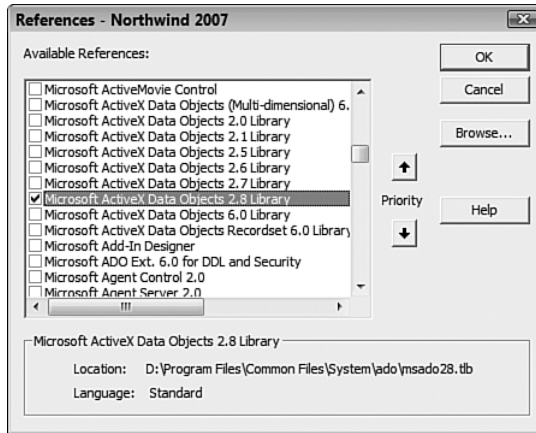 References - Northwind 2007
Available References:
Microsoft ActiveMovie Control
Microsoft ActiveX Data Objects (Multi-dimensional) 6.
Microsoft ActiveX Data Objects 2.0 Library
Microsoft ActiveX Data Objects 2.1 Library
Microsoft ActiveX Data Objects 2.5 Library
Microsoft ActiveX Data Objects 2.6 Library
Microsoft ActiveX Data Objects 2.7 Library
Microsoft ActiveX Data Objects 2.8 Library
Microsoft ActiveX Data Objects 6.0 Library
Microsoft ActiveX Data Objects Recordset 6.0 Library
Microsoft Add-In Designer
Microsoft ADO Ext. 6.0 for DDL and Security
Microsoft Agent Control 2.0
Microsoft Agent Server 2.0
Priority
OK
Cancel
Browse...
Help
Microsoft ActiveX Data Objects 2.8 Library
Location: D:\Program Files\Common Files\System\ado\msado28.tlb
Language: Standard